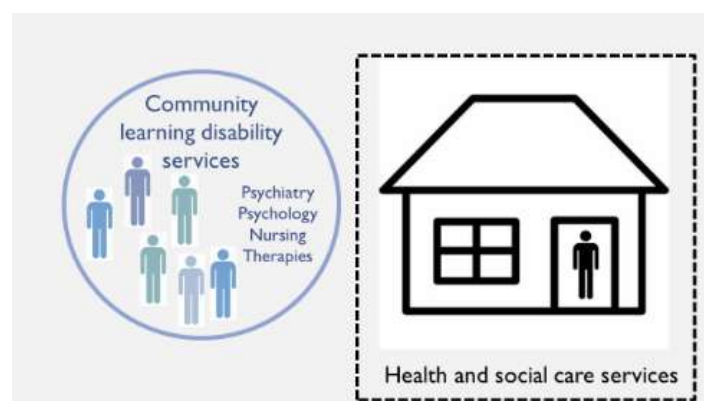 Community
learning disability
services
Psychiatry
Psychology
Nursing
Therapies
Health and social care services